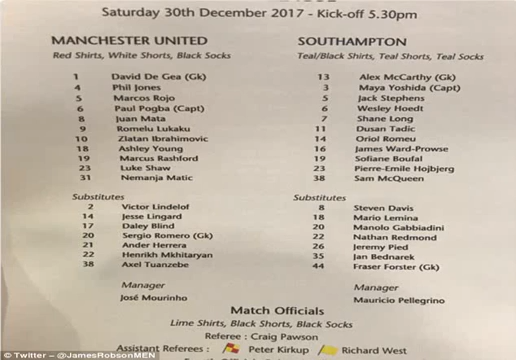 Saturday 30th December 2017 - Kick-off 5.30pm
MANCHESTER UNITED
Red Shirts, White Shorts, Black Socks
1 David De Gea (Gk)
4 Phil Jones
5 Marcos Rojo
6 Paul Pogba (Capt)
8 Juan Mata
9 Romelu Lukaku
10 Zlatan Ibrahimovic
18 Ashley Young
19 Marcus Rashford
23 Luke Shaw
31 Nemanja Matic
Substitutes
2 Victor Lindelof
14 Jesse Lingard
17 Daley Blind
20 Sergio Romero (Gk)
21 Ander Herrera
22 Henrikh Mkhitaryan
38 Axel Tuanzebe
Manager
José Mourinho
SOUTHAMPTON
Teal/Black Shirts, Teal Shorts, Teal Socks
13 Alex McCarthy (Gk)
3 Maya Yoshida (Capt)
5 Jack Stephens
6 Wesley Hoedt
7 Shane Long
11 Dusan Tadic
14 Oriol Romeu
16 James Ward-Prowse
19 Sofiane Boufal
23 Pierre-Emile Hojbjerg
38 Sam McQueen
Substitutes
8 Steven Davis
18 Mario Lemina
20 Manolo Gabbiadini
22 Nathan Redmond
26 Jeremy Pied
35 Jan Bednarek
44 Fraser Forster (Gk)
Manager
Mauricio Pellegrino
Match Officials
Lime Shirts, Black Shorts, Black Socks
Referee : Craig Pawson
Assistant Referees : Peter Kirkup Richard West
© Twitter – @JamesRobsonMEN